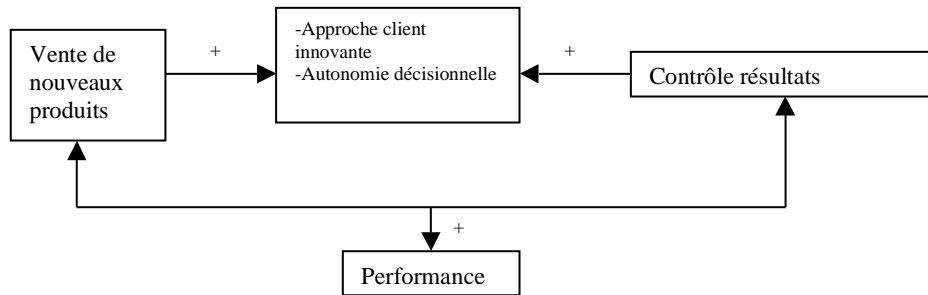 Vente de
nouveaux
produits
+
-Approche client
innovante
-Autonomie décisionnelle
+
Contrôle résultats
+
Performance